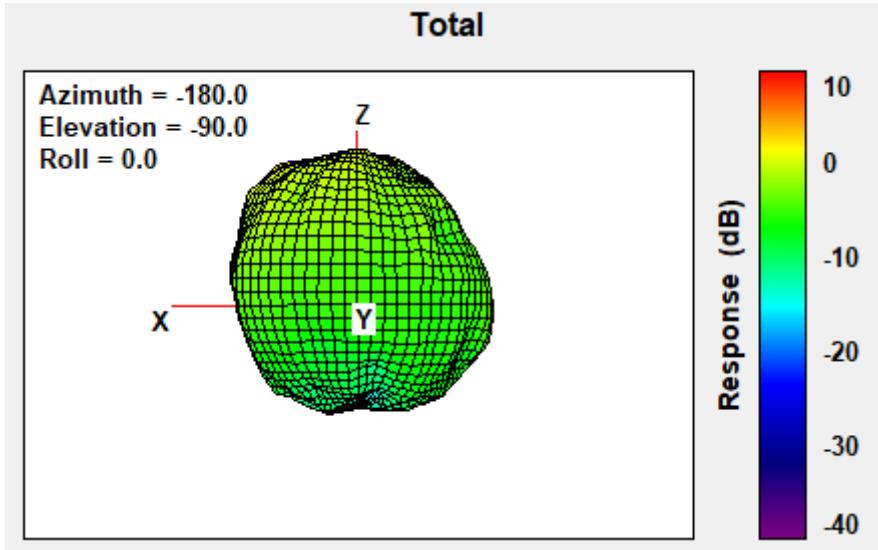 Total
Azimuth = -180.0
Elevation = -90.0
Roll = 0.0
Z
X
Y
Response (dB)
10
0
-10
-20
-30
-40